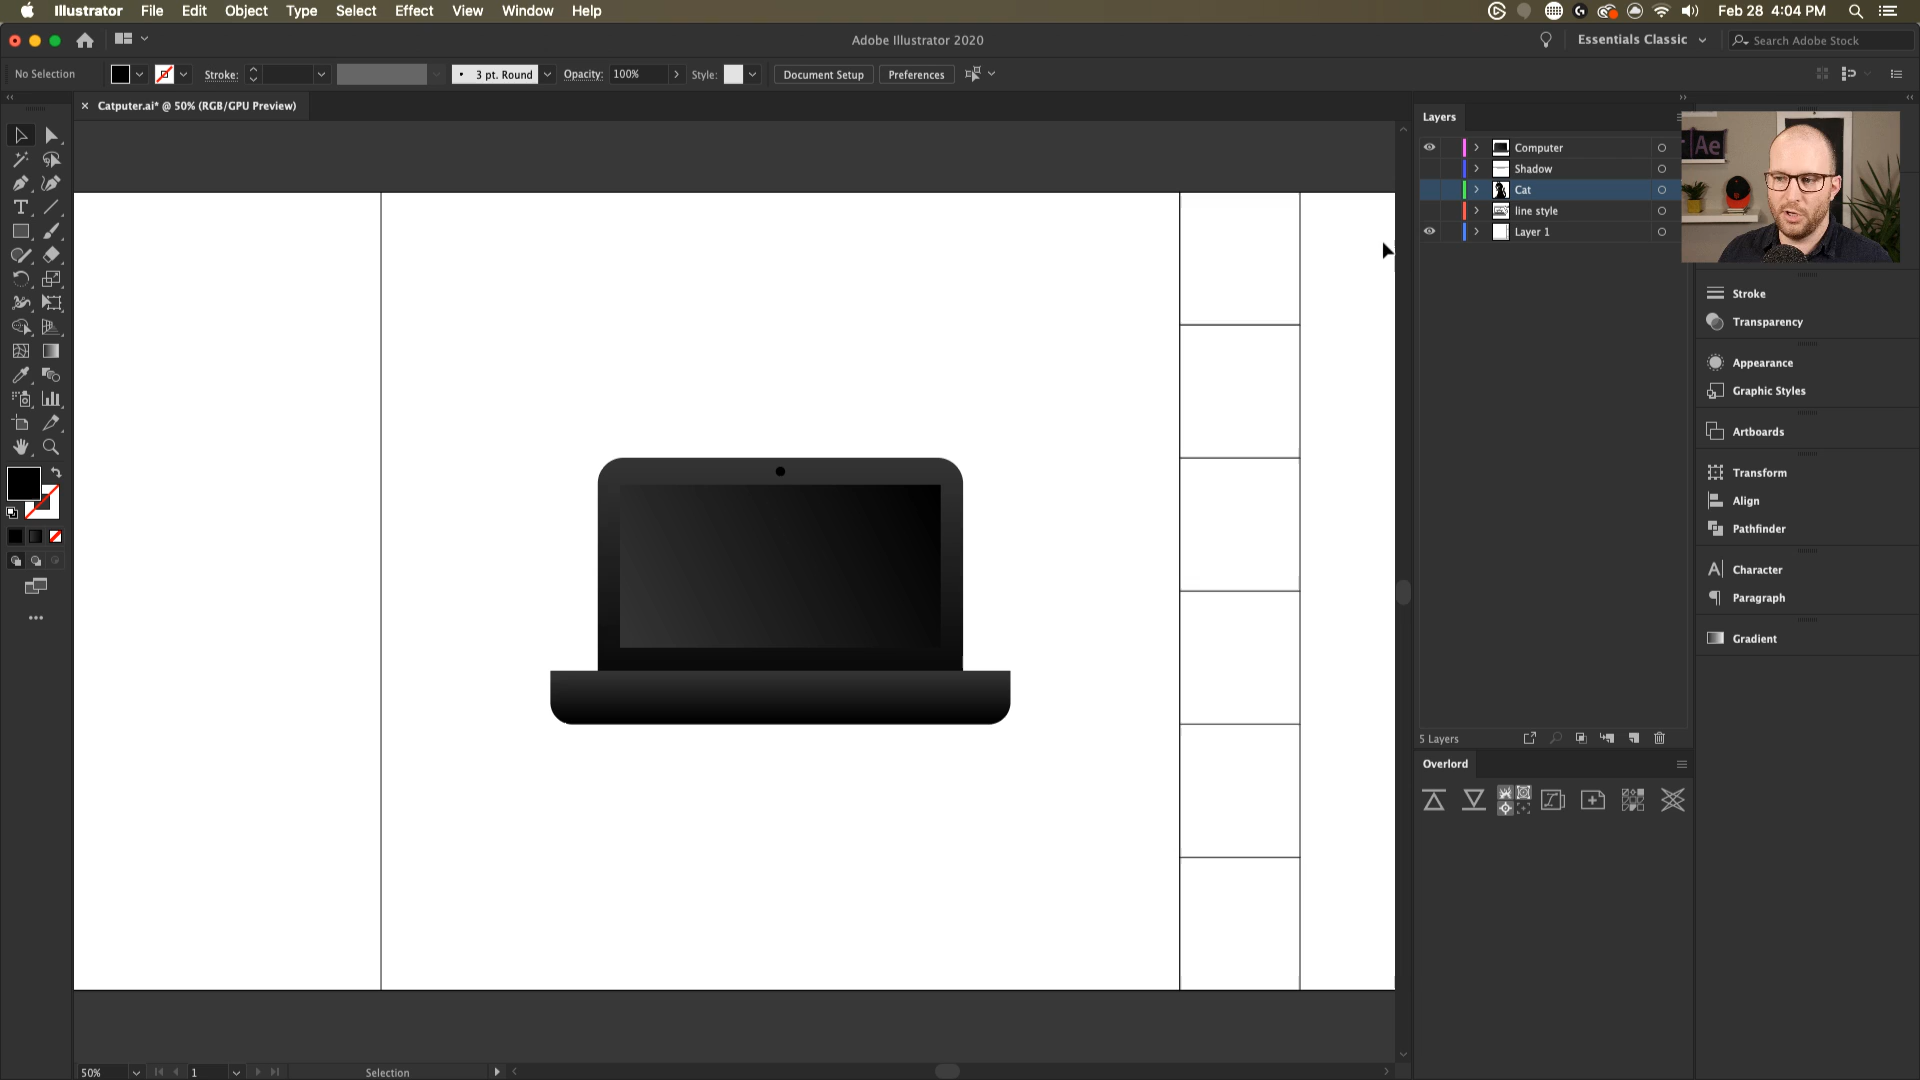 Illustrator File Edit Object Type Select Effect View Window Help
Feb 28 4:04 PM
Adobe Illustrator 2020
Essentials Classic
Search Adobe Stock
No Selection
Stroke:
3 pt. Round
Opacity: 100%
Style:
Document Setup
Preferences
Catputer.ai* @ 50% (RGB/GPU Preview)
Layers
Computer
Shadow
Cat
line style
Layer 1
Ae
Stroke
Transparency
Appearance
Graphic Styles
Artboards
Transform
Align
Pathfinder
Character
Paragraph
Gradient
5 Layers
Overlord
50%
1
Selection